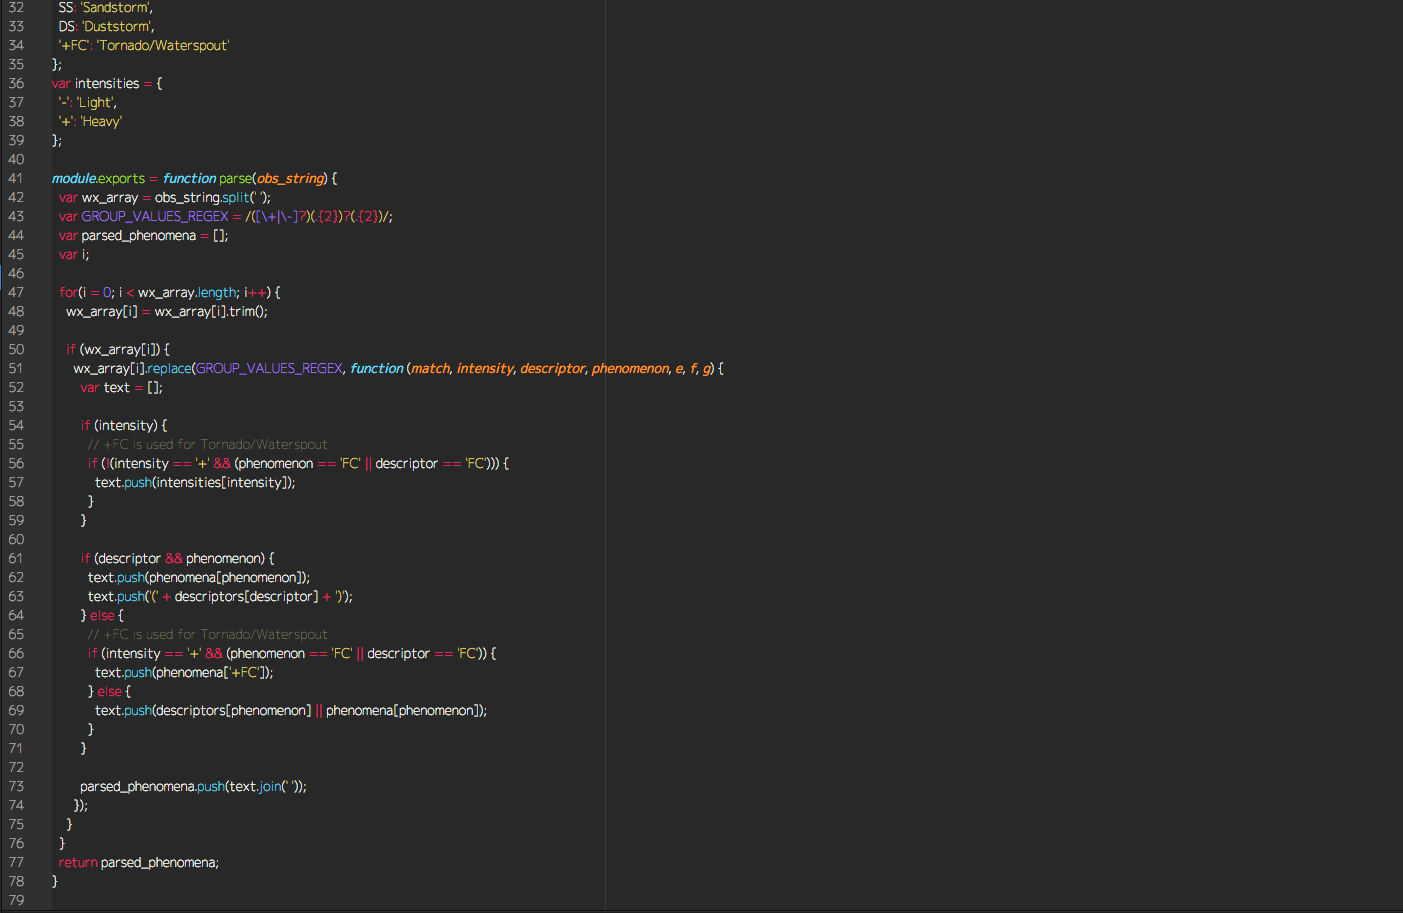 32 SS: 'Sandstorm',
33 DS: 'Duststorm',
34 '+FC': 'Tornado/Waterspout'
35 };
36 var intensities = {
37 '-': 'Light',
38 '+': 'Heavy'
39 };
40
41 module.exports = function parse(obs_string) {
42 var wx_array = obs_string.split(' ');
43 var GROUP_VALUES_REGEX = /([\+|\-]?)(.{2})?(.{2})/;
44 var parsed_phenomena = [];
45 var i;
46
47 for(i = 0; i < wx_array.length; i++) {
48 wx_array[i] = wx_array[i].trim();
49
50 if (wx_array[i]) {
51 wx_array[i].replace(GROUP_VALUES_REGEX, function (match, intensity, descriptor, phenomenon, e, f, g) {
52 var text = [];
53
54 if (intensity) {
55 // +FC is used for Tornado/Waterspout
56 if (!(intensity == '+' && (phenomenon == 'FC' || descriptor == 'FC'))) {
57 text.push(intensities[intensity]);
58 }
59 }
60
61 if (descriptor && phenomenon) {
62 text.push(phenomena[phenomenon]);
63 text.push('(' + descriptors[descriptor] + ')');
64 } else {
65 // +FC is used for Tornado/Waterspout
66 if (intensity == '+' && (phenomenon == 'FC' || descriptor == 'FC')) {
67 text.push(phenomena['+FC']);
68 } else {
69 text.push(descriptors[phenomenon] || phenomena[phenomenon]);
70 }
71 }
72
73 parsed_phenomena.push(text.join(' '));
74 });
75 }
76 }
77 return parsed_phenomena;
78 }
79